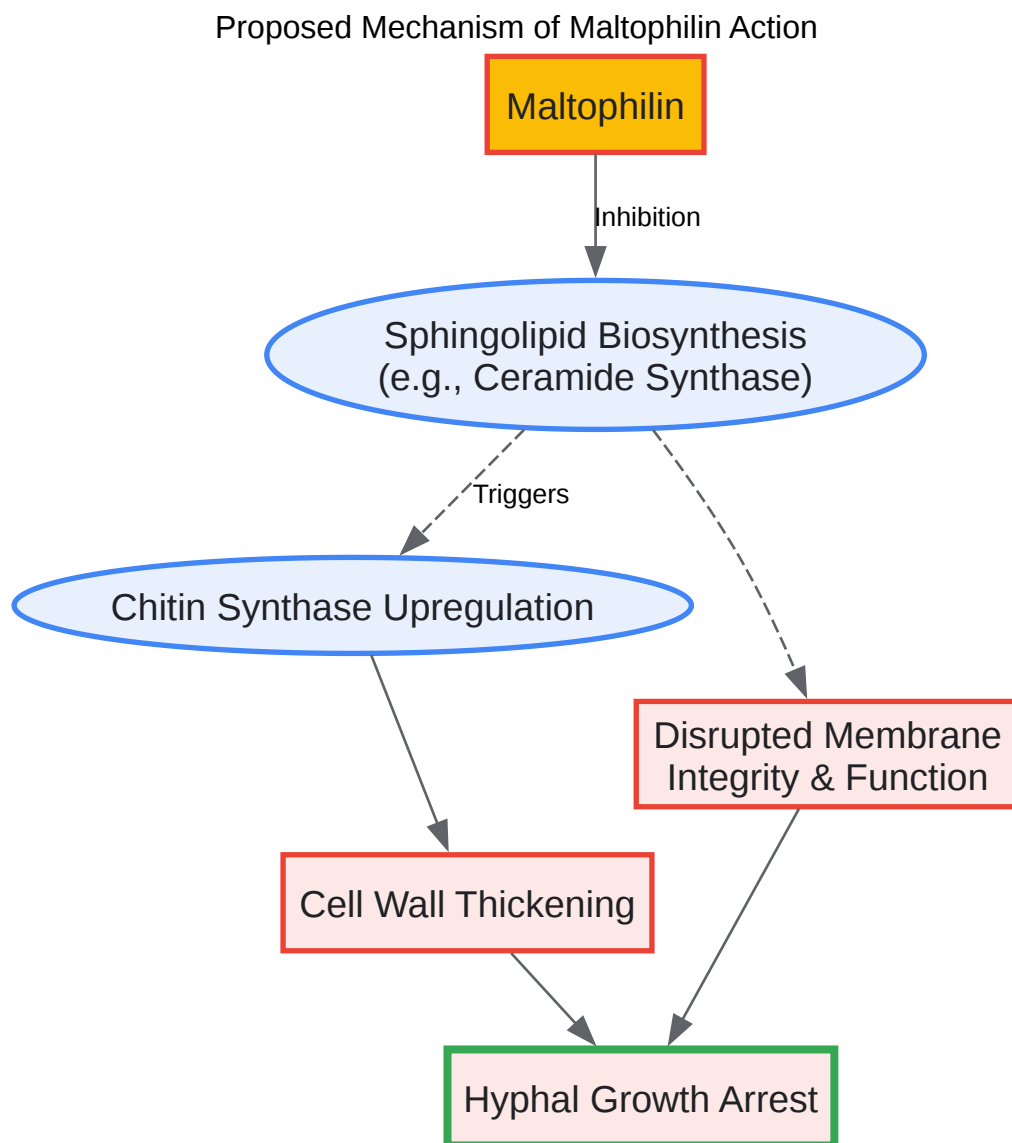 Proposed Mechanism of Maltophilin Action
Maltophilin
Inhibition
Sphingolipid Biosynthesis
(e.g., Ceramide Synthase)
Triggers
Chitin Synthase Upregulation
Disrupted Membrane
Integrity & Function
Cell Wall Thickening
Hyphal Growth Arrest